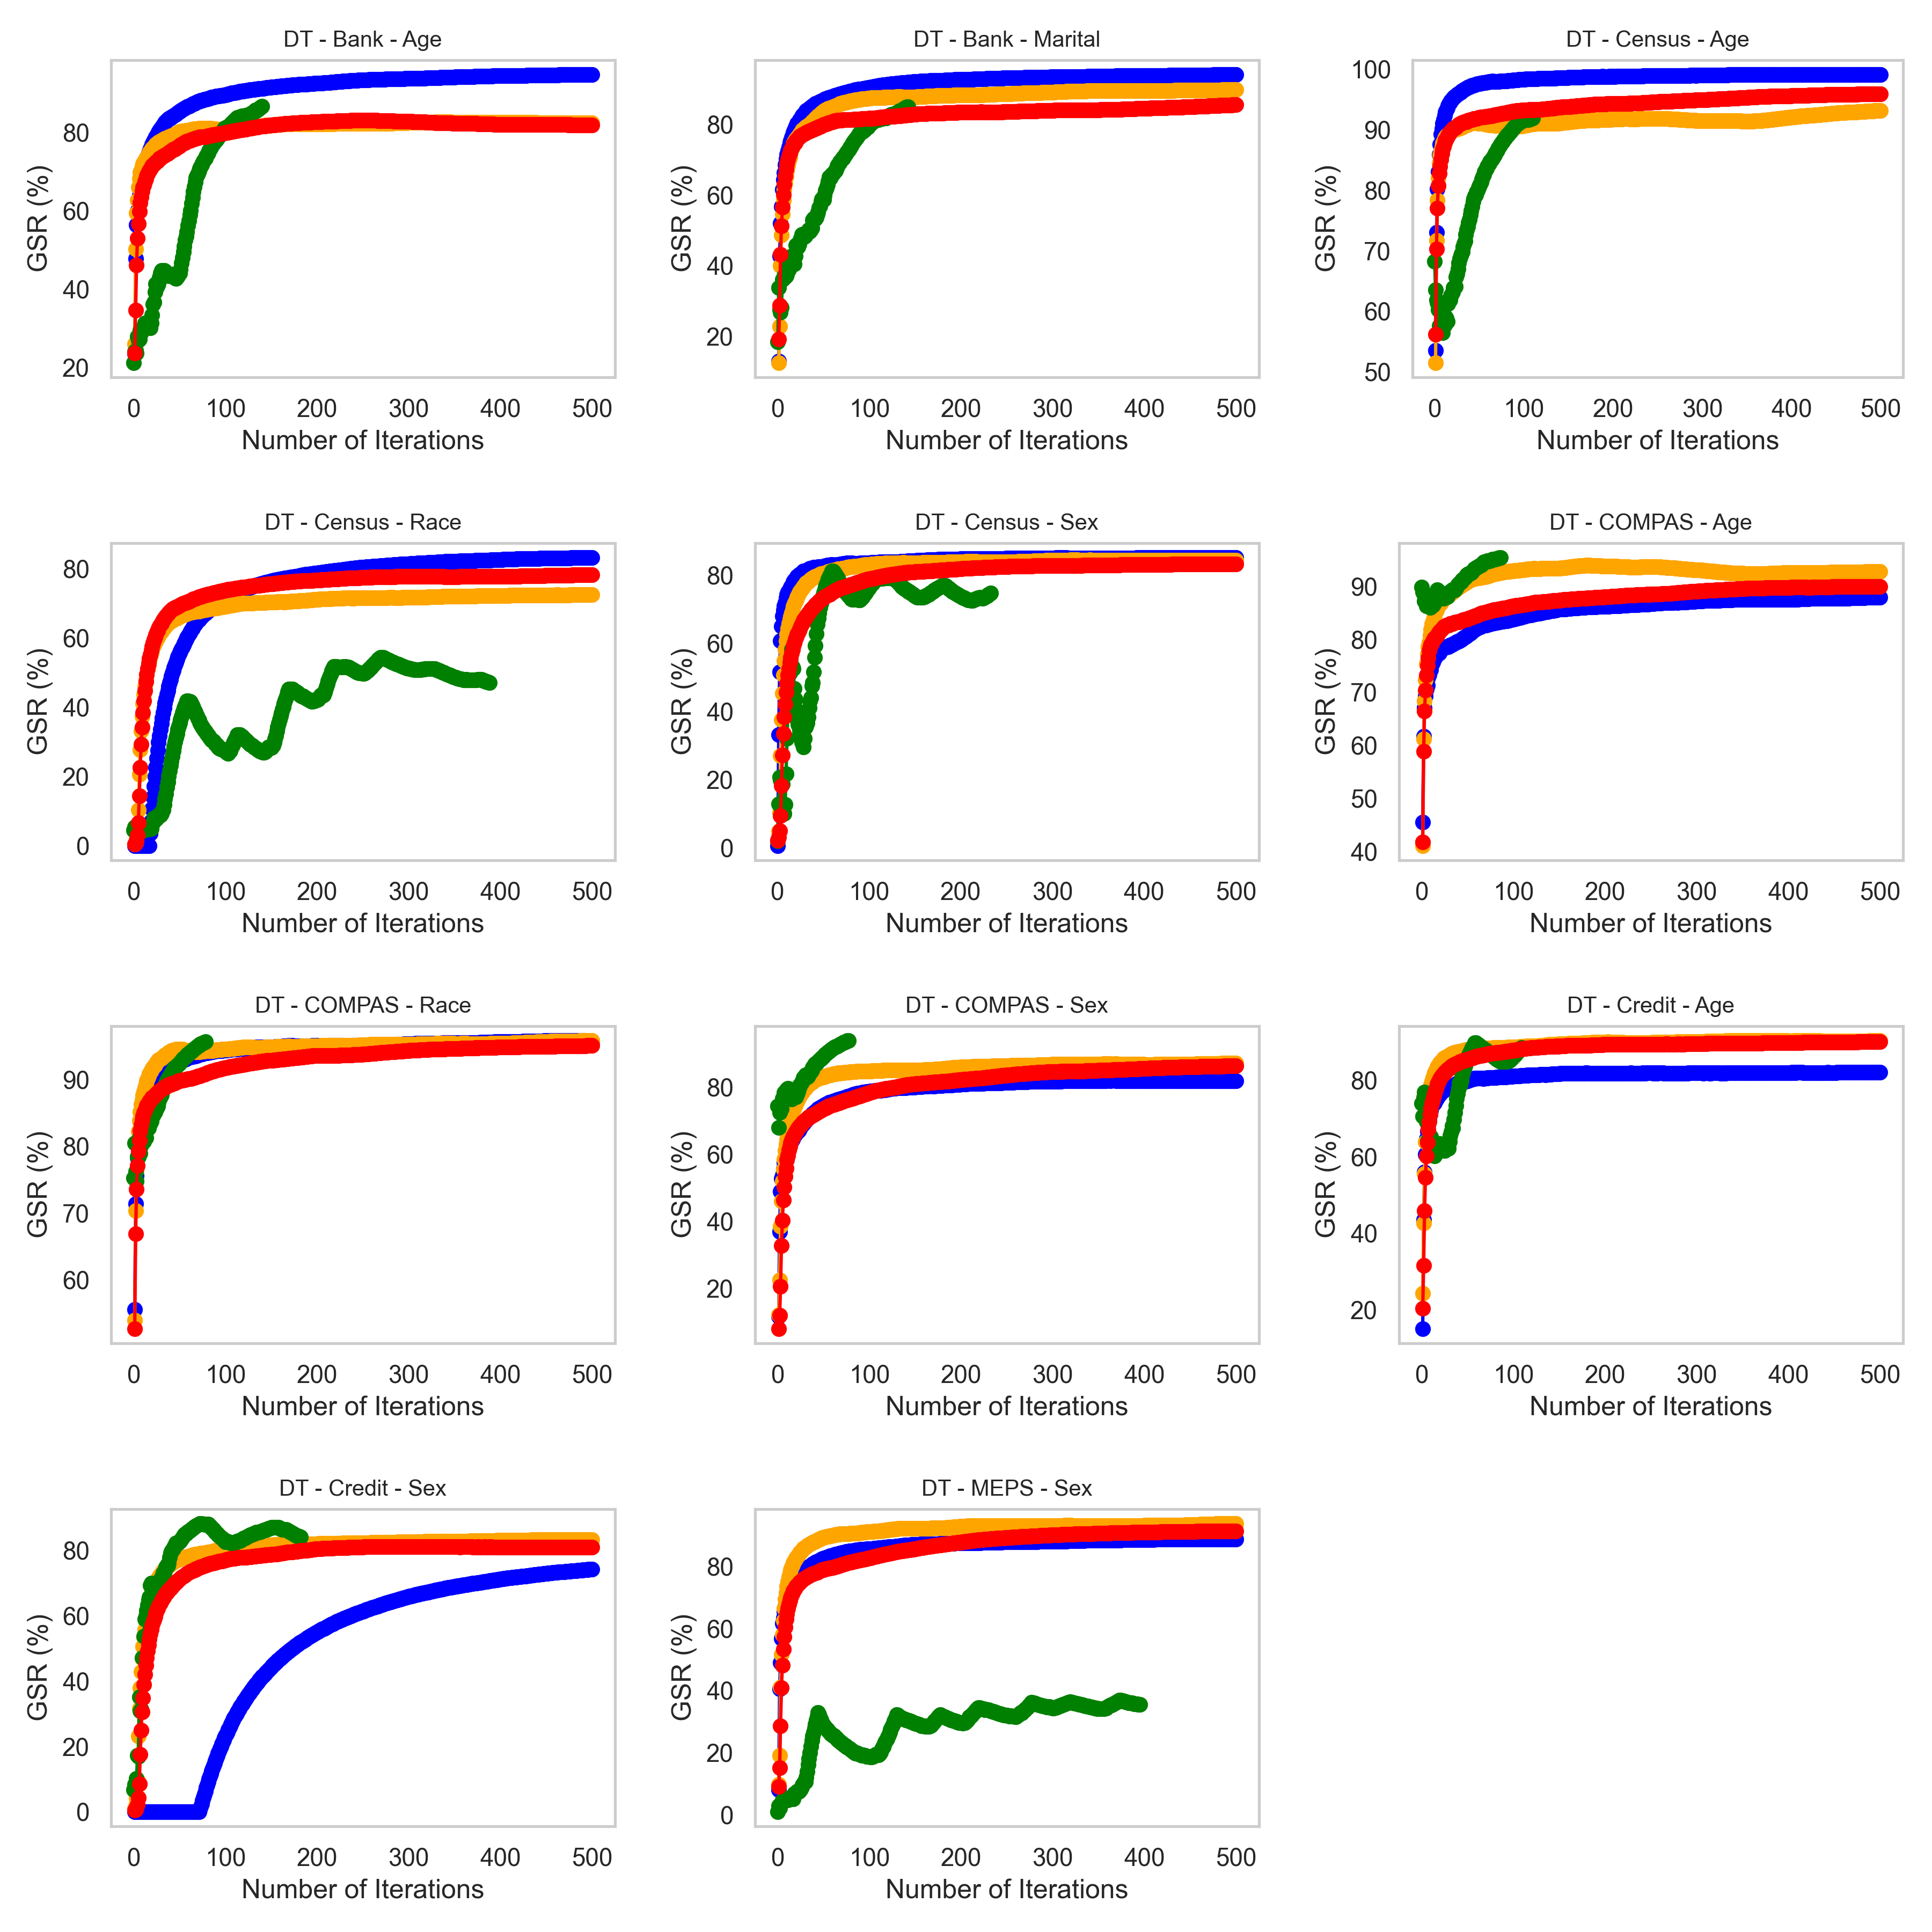 DT - Bank - Age
DT - Bank - Marital
DT - Census - Age
GSR (%)
80
60
40
20
0 100 200 300 400 500
Number of Iterations
GSR (%)
80
60
40
20
0 100 200 300 400 500
Number of Iterations
GSR (%)
100
90
80
70
60
50
0 100 200 300 400 500
Number of Iterations
DT - Census - Race
DT - Census - Sex
DT - COMPAS - Age
GSR (%)
80
60
40
20
0
0 100 200 300 400 500
Number of Iterations
GSR (%)
80
60
40
20
0
0 100 200 300 400 500
Number of Iterations
GSR (%)
90
80
70
60
50
40
0 100 200 300 400 500
Number of Iterations
DT - COMPAS - Race
DT - COMPAS - Sex
DT - Credit - Age
GSR (%)
90
80
70
60
0 100 200 300 400 500
Number of Iterations
GSR (%)
80
60
40
20
0 100 200 300 400 500
Number of Iterations
GSR (%)
80
60
40
20
0 100 200 300 400 500
Number of Iterations
DT - Credit - Sex
DT - MEPS - Sex
GSR (%)
80
60
40
20
0
0 100 200 300 400 500
Number of Iterations
GSR (%)
80
60
40
20
0
0 100 200 300 400 500
Number of Iterations